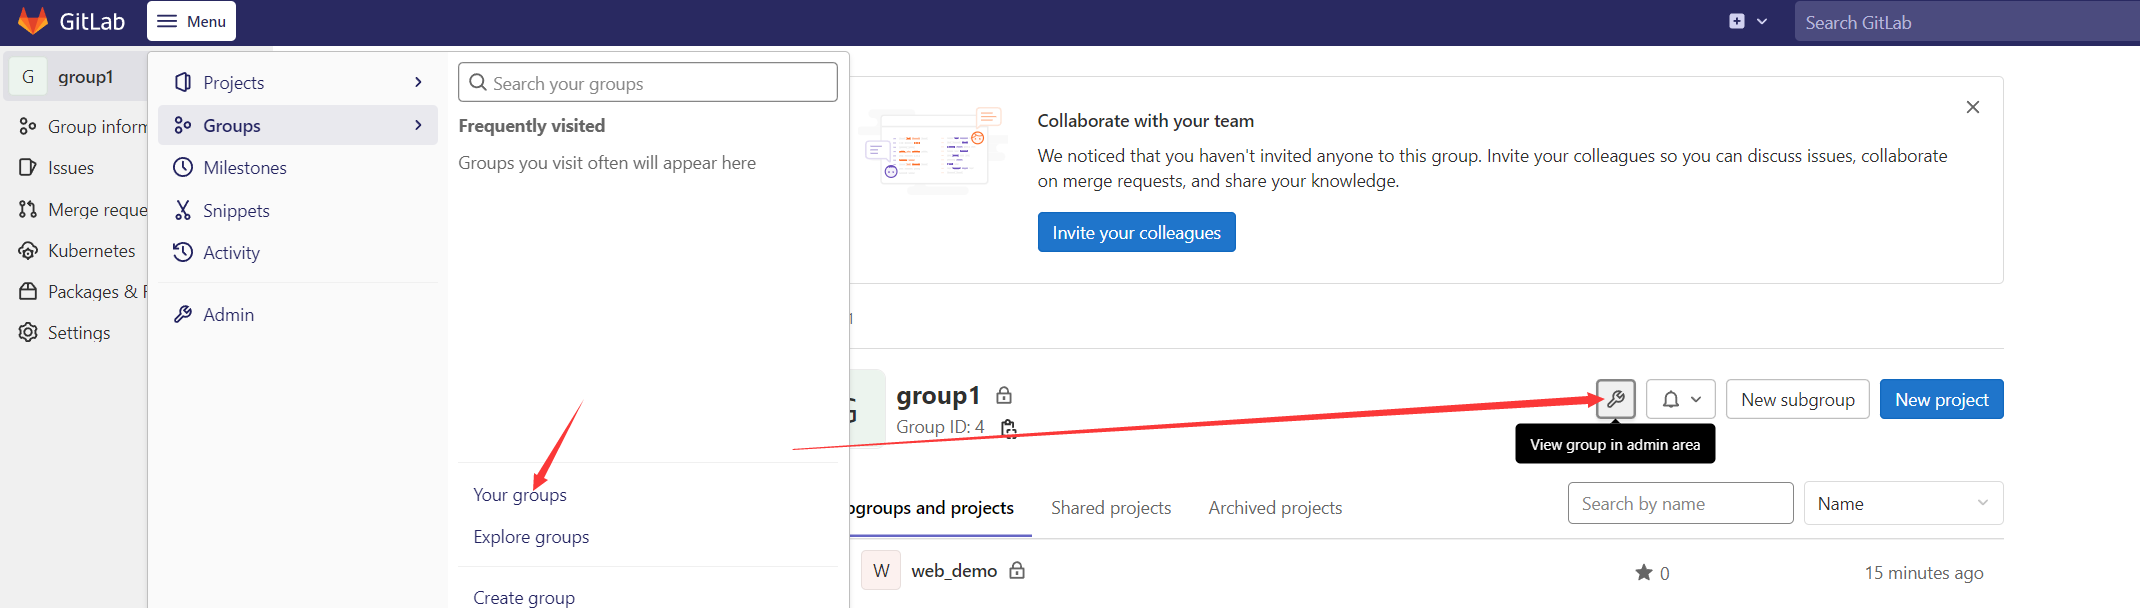 GitLab
Menu
Search GitLab
G
group1
Group inform
Issues
Merge reque
Kubernetes
Packages &
Settings
Projects
Groups
Milestones
Snippets
Activity
Admin
Search your groups
Frequently visited
Groups you visit often will appear here
Your groups
Explore groups
Create group
Collaborate with your team
We noticed that you haven't invited anyone to this group. Invite your colleagues so you can discuss issues, collaborate
on merge requests, and share your knowledge.
Invite your colleagues
group1
Group ID: 4
New subgroup
New project
View group in admin area
bgroups and projects
Shared projects
Archived projects
Search by name
Name
W
web_demo
0
15 minutes ago